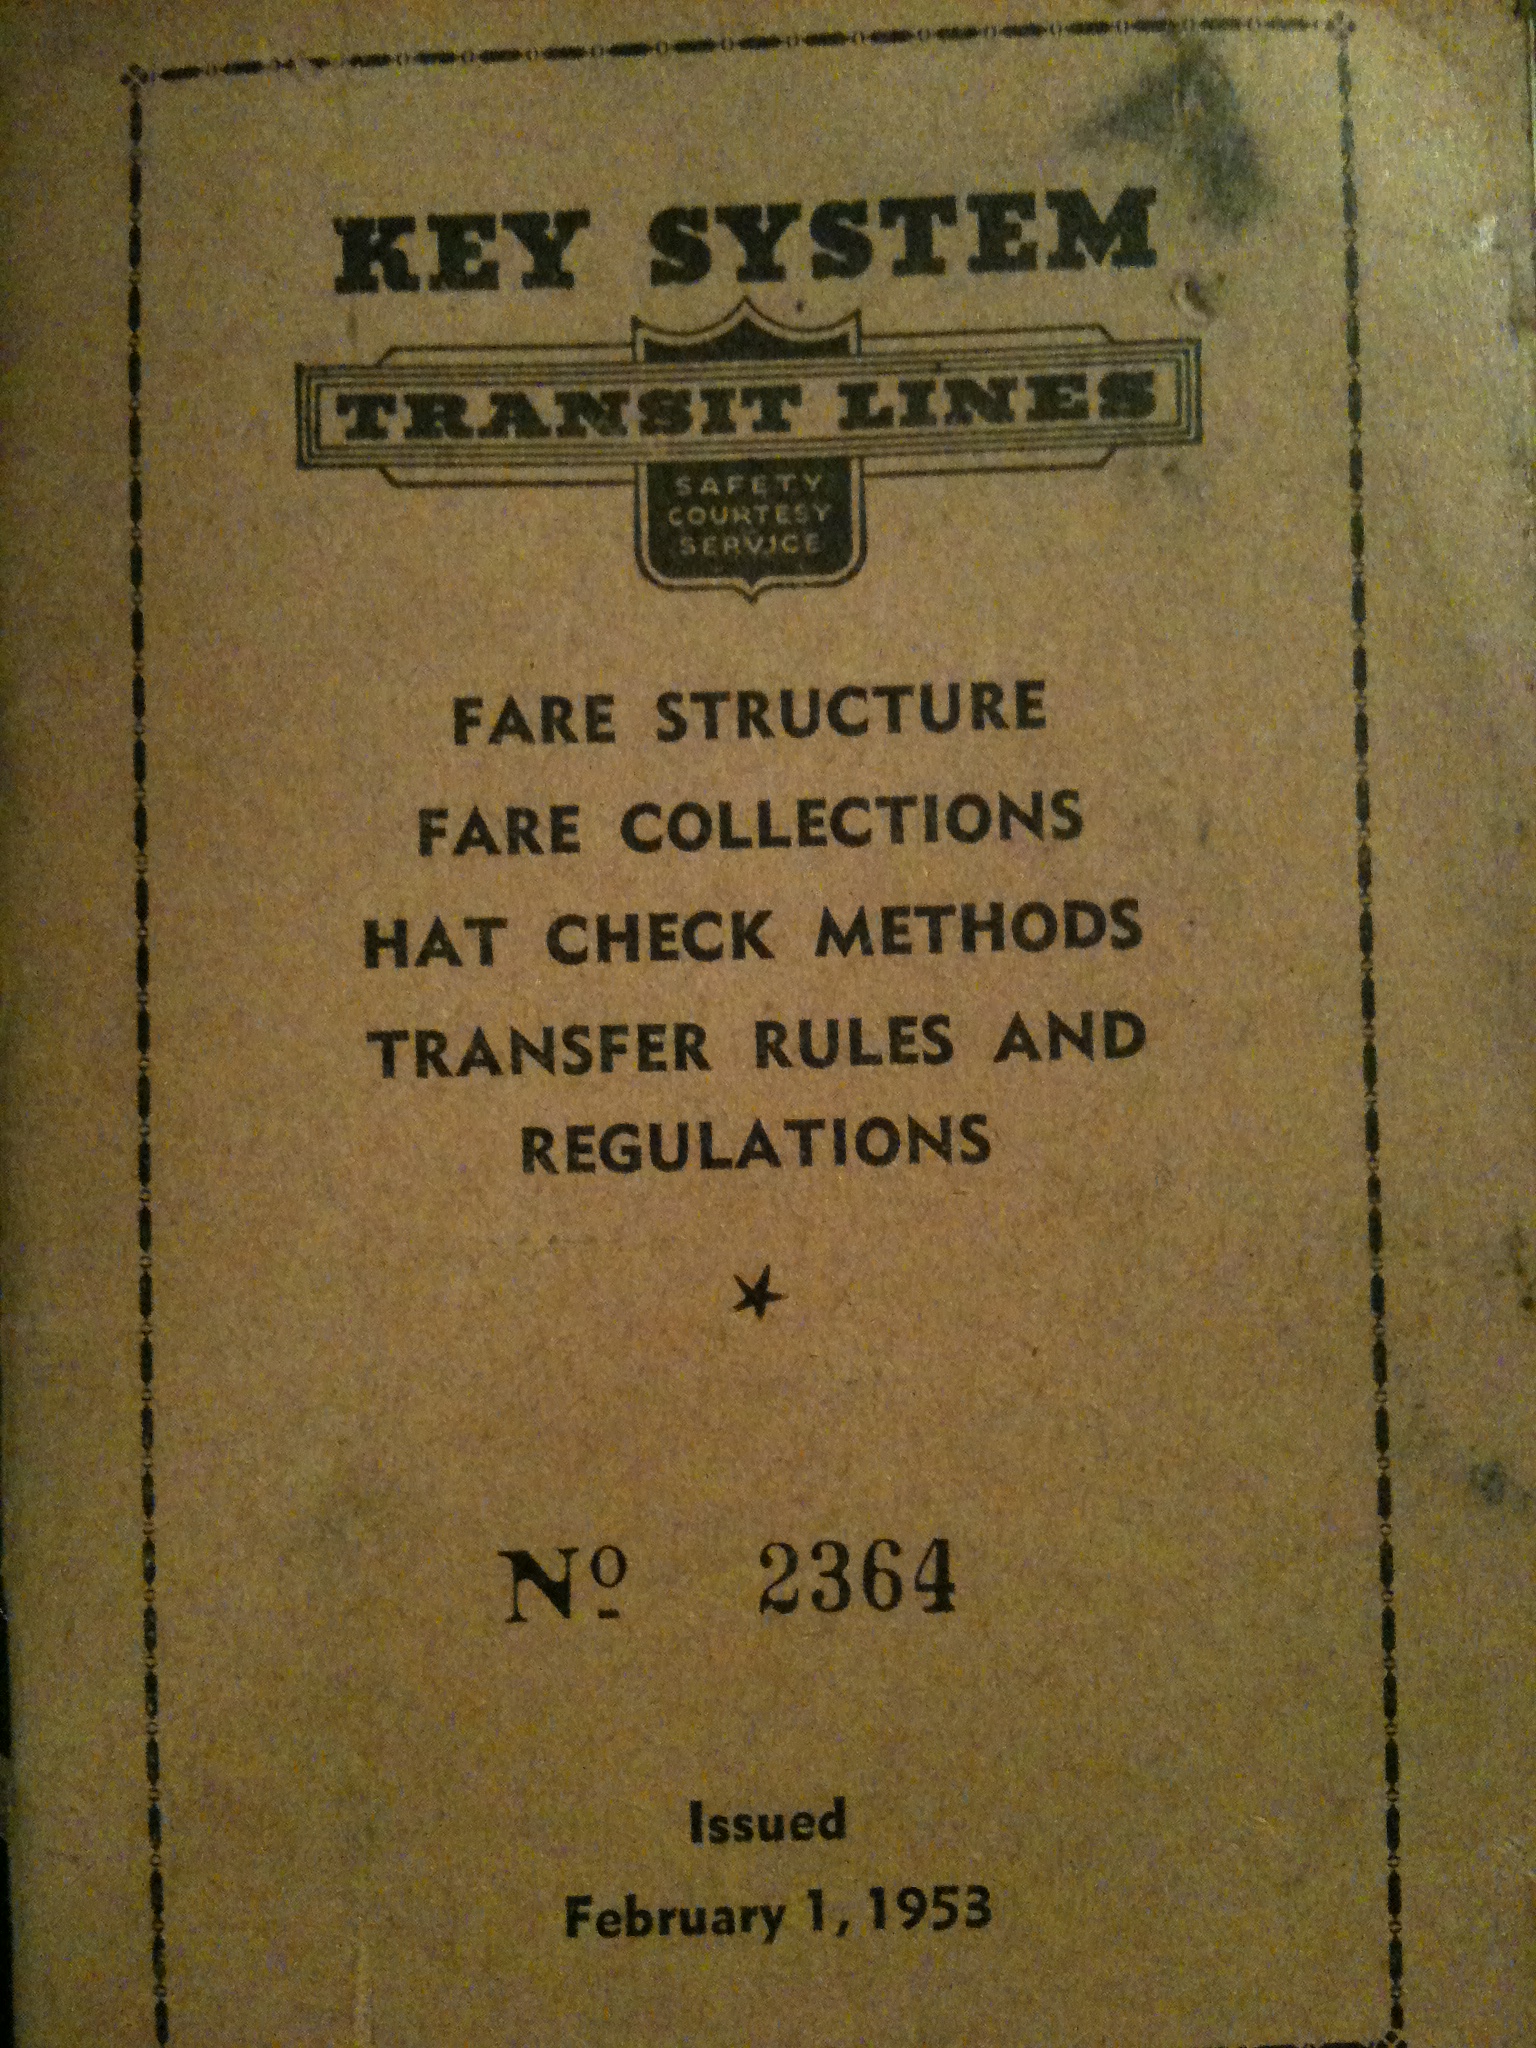 KEY SYSTEM
TRANSIT LINES
SAFETY
COURTESY
SERVICE
FARE STRUCTURE
FARE COLLECTIONS
HAT CHECK METHODS
TRANSFER RULES AND
REGULATIONS
Nº 2364
Issued
February 1, 1953